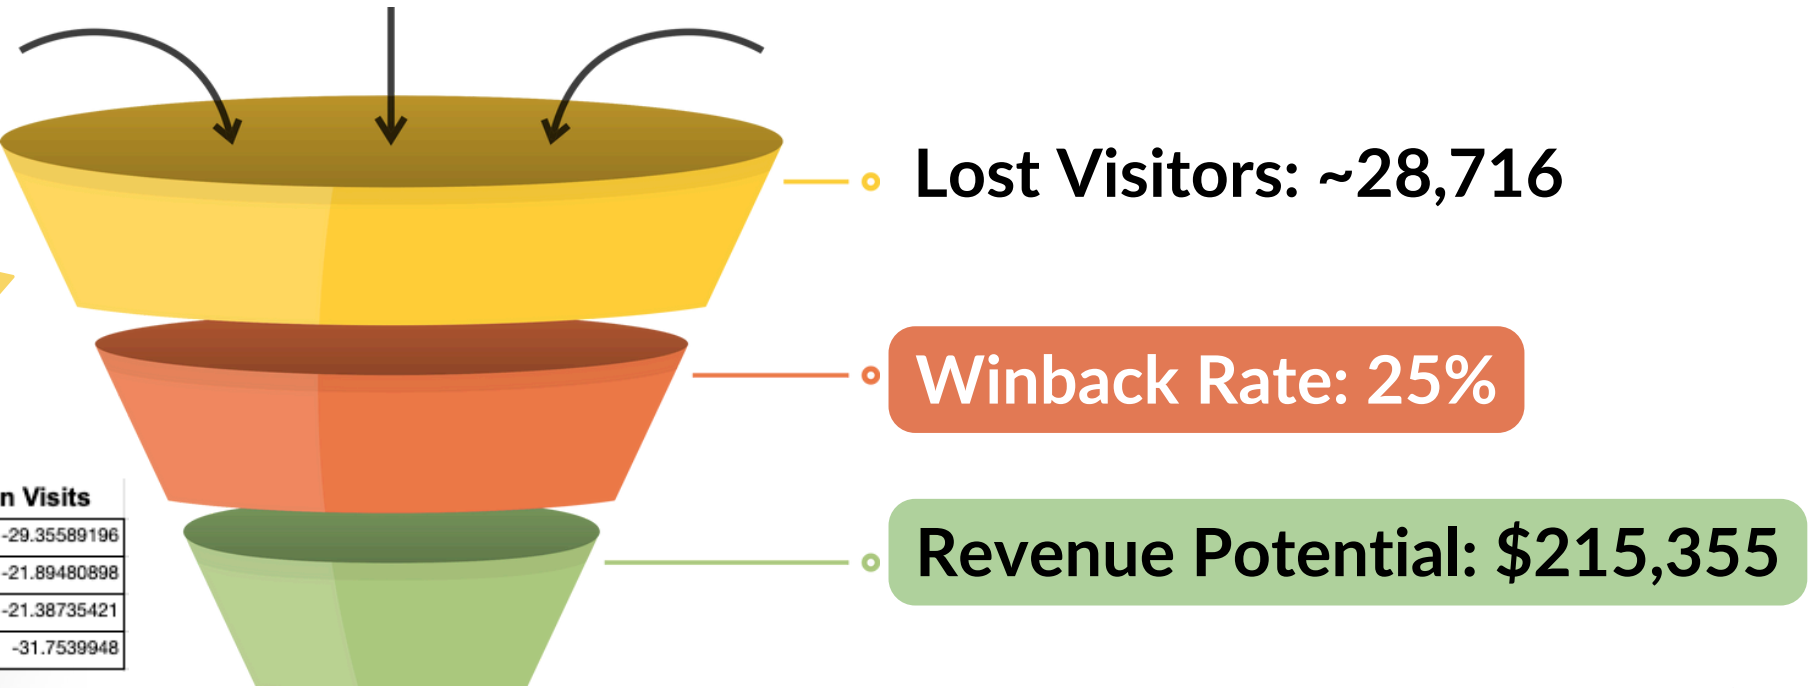 Lost Visitors: ~28,716
Winback Rate: 25%
Revenue Potential: $215,355
n Visits
-29.35589196
-21.89480898
-21.38735421
-31.7539948